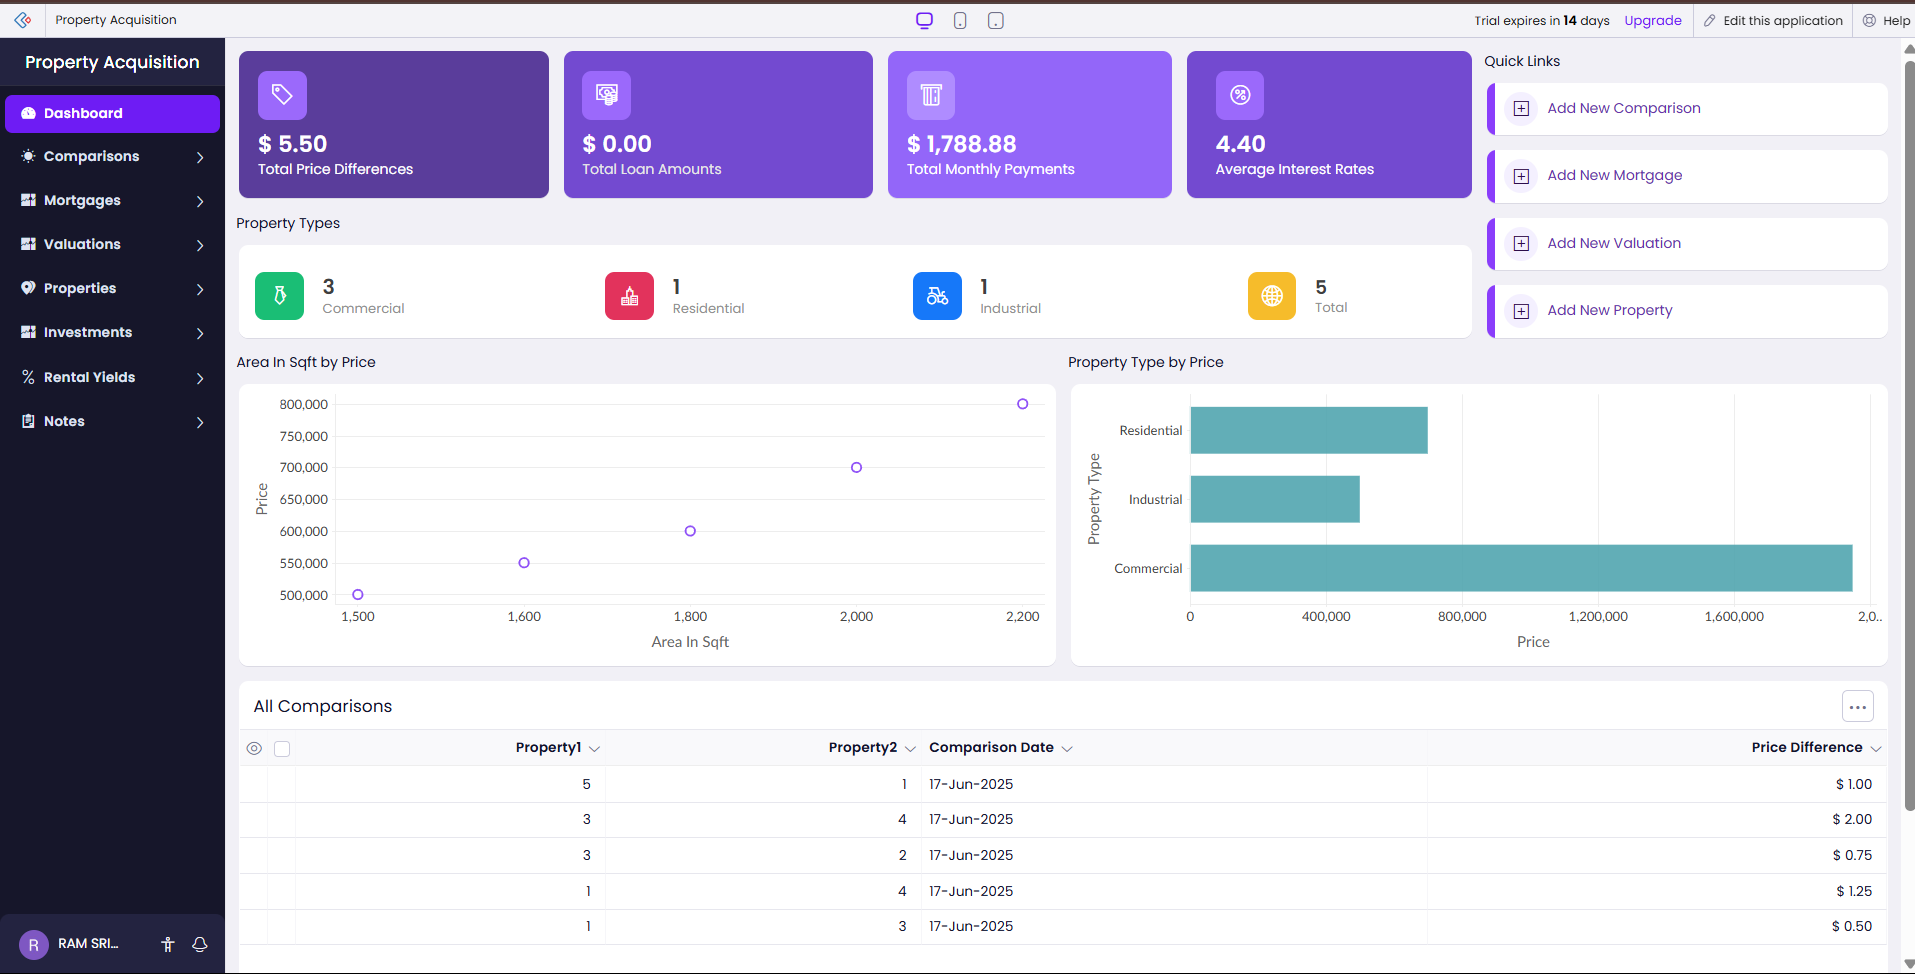 Property Acquisition
Trial expires in 14 days Upgrade Edit this application Help
Property Acquisition
Dashboard
Comparisons
Mortgages
Valuations
Properties
Investments
Rental Yields
Notes
R RAM SRI...
$ 5.50
Total Price Differences
$ 0.00
Total Loan Amounts
$ 1,788.88
Total Monthly Payments
4.40
Average Interest Rates
Quick Links
Add New Comparison
Add New Mortgage
Add New Valuation
Add New Property
Property Types
3
Commercial
1
Residential
1
Industrial
5
Total
Area In Sqft by Price
Price
800,000
750,000
700,000
650,000
600,000
550,000
500,000
1,500 1,600 1,800 2,000 2,200
Area In Sqft
Property Type by Price
Property Type
Residential
Industrial
Commercial
0 400,000 800,000 1,200,000 1,600,000 2,0..
Price
All Comparisons
Property1 Property2 Comparison Date Price Difference
5 1 17-Jun-2025 $ 1.00
3 4 17-Jun-2025 $ 2.00
3 2 17-Jun-2025 $ 0.75
1 4 17-Jun-2025 $ 1.25
1 3 17-Jun-2025 $ 0.50